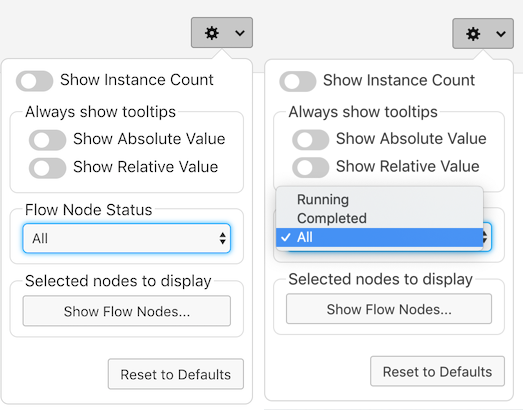 Show Instance Count
Always show tooltips
Show Absolute Value
Show Relative Value
Flow Node Status
All
Selected nodes to display
Show Flow Nodes...
Reset to Defaults
Show Instance Count
Always show tooltips
Show Absolute Value
Show Relative Value
Running
Completed
✓ All
Selected nodes to display
Show Flow Nodes...
Reset to Defaults